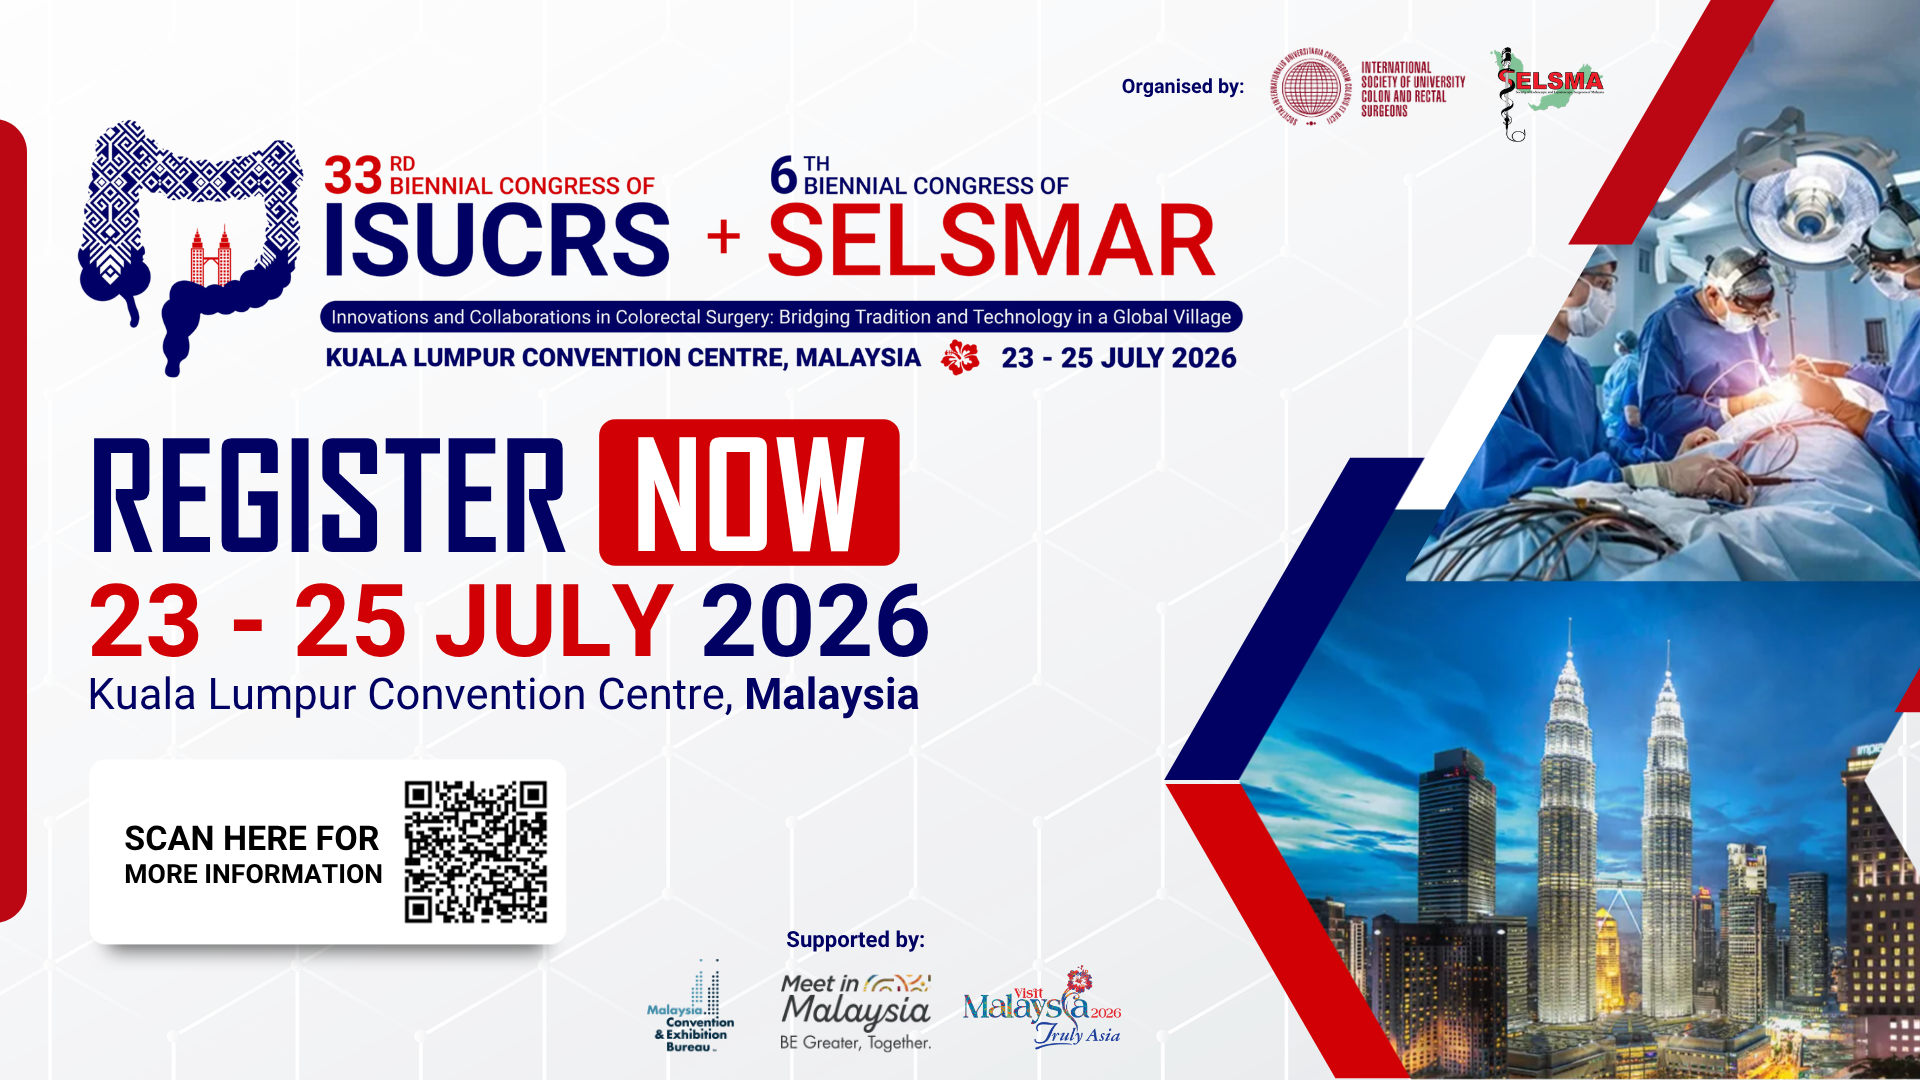 Organised by:
INTERNATIONAL
SOCIETY OF UNIVERSITY
COLON AND RECTAL
SURGEONS
SELSMA
33 RD
BIENNIAL CONGRESS OF
ISUCRS
+
6 TH
BIENNIAL CONGRESS OF
SELSMAR
Innovations and Collaborations in Colorectal Surgery: Bridging Tradition and Technology in a Global Village
KUALA LUMPUR CONVENTION CENTRE, MALAYSIA 23 - 25 JULY 2026
REGISTER NOW
23 - 25 JULY 2026
Kuala Lumpur Convention Centre, Malaysia
SCAN HERE FOR
MORE INFORMATION
Supported by:
Malaysia
Convention
& Exhibition
Bureau
Meet in
Malaysia
BE Greater, Together.
Visit
Malaysia 2026
Truly Asia